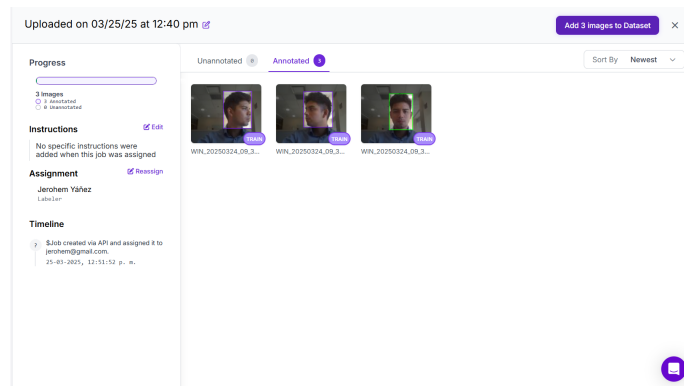 Uploaded on 03/25/25 at 12:40 pm
Add 3 images to Dataset
Progress
3 Images
3 Annotated
0 Unannotated
Instructions
Edit
No specific instructions were
added when this job was assigned
Assignment
Reassign
Jerohem Yáñez
Labeler
Timeline
?
$Job created via API and assigned it to
jerohem@gmail.com.
25-03-2025, 12:51:52 p. m.
Unannotated 0
Annotated 3
Sort By Newest
TRAIN
TRAIN
TRAIN
WIN_20250324_09_3...
WIN_20250324_09_3...
WIN_20250324_09_3...